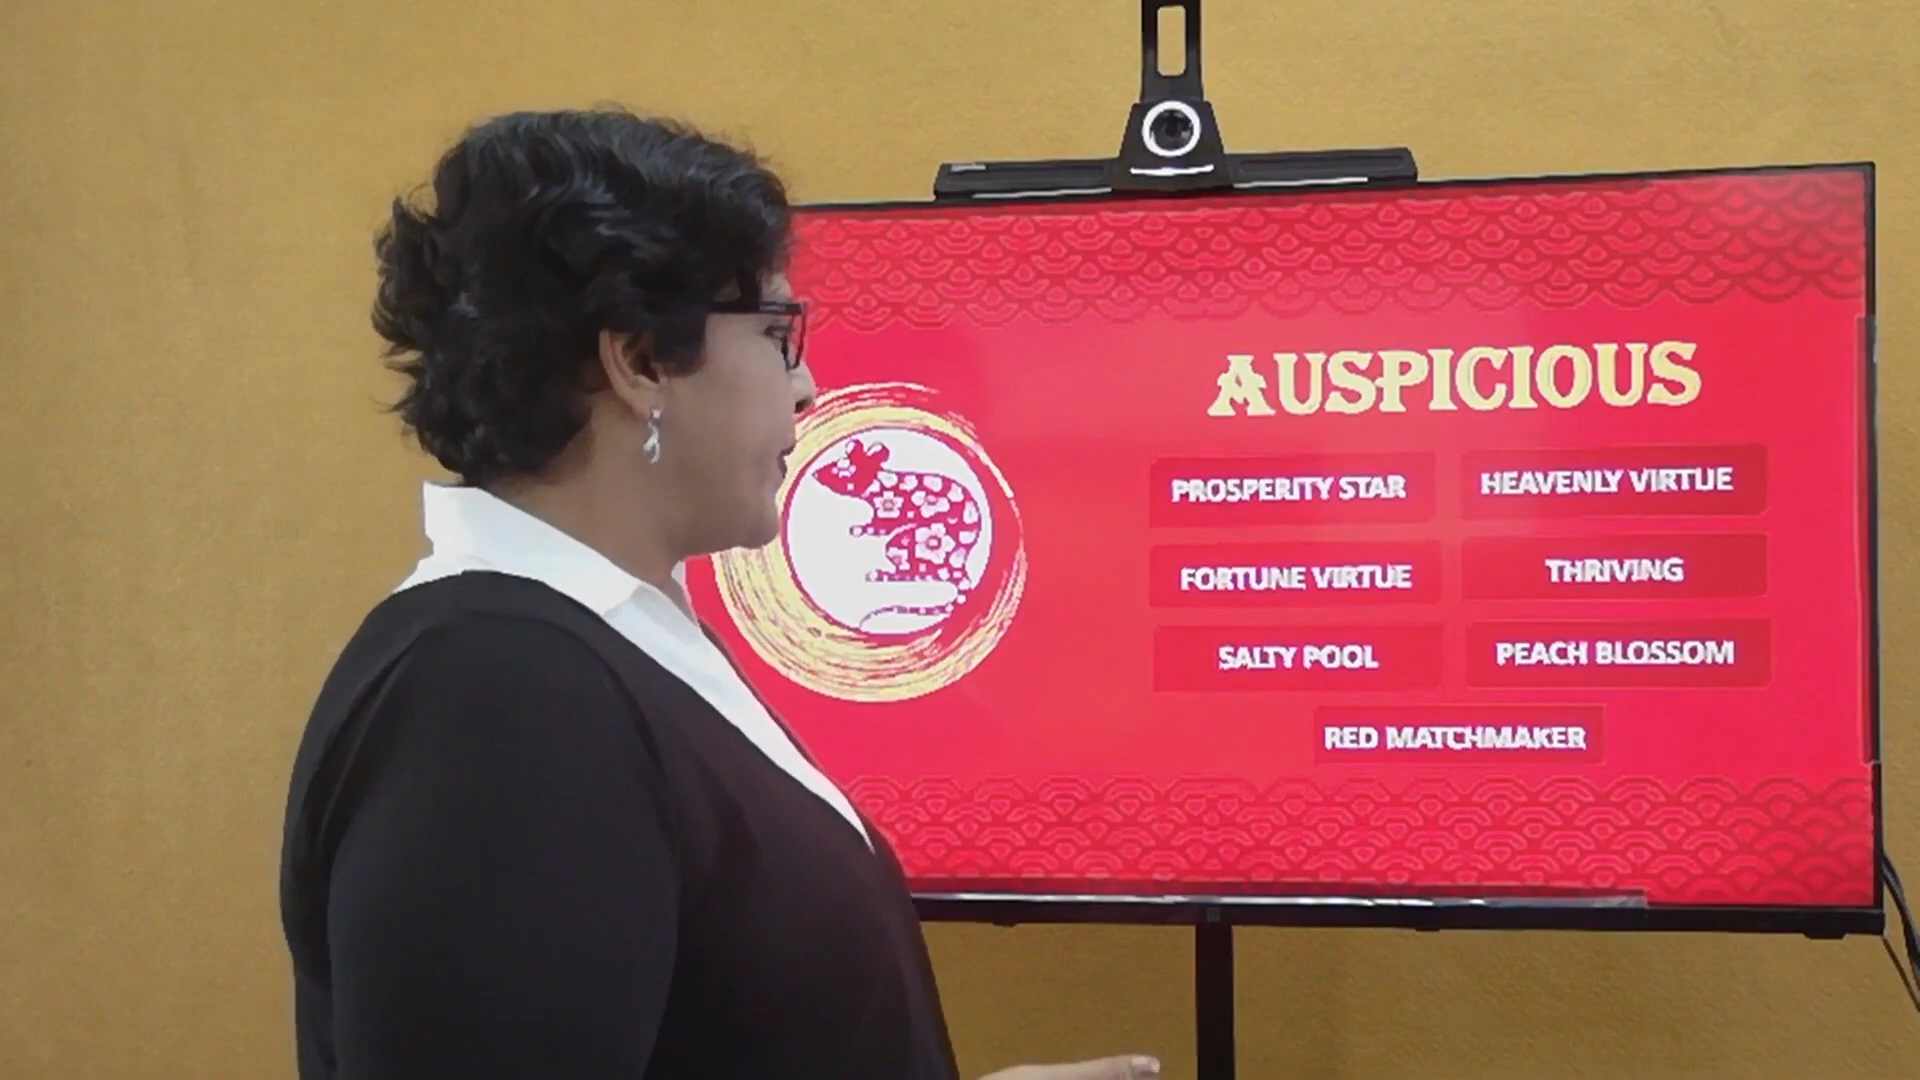 AUSPICIOUS
PROSPERITY STAR
HEAVENLY VIRTUE
FORTUNE VIRTUE
THRIVING
SALTY POOL
PEACH BLOSSOM
RED MATCHMAKER